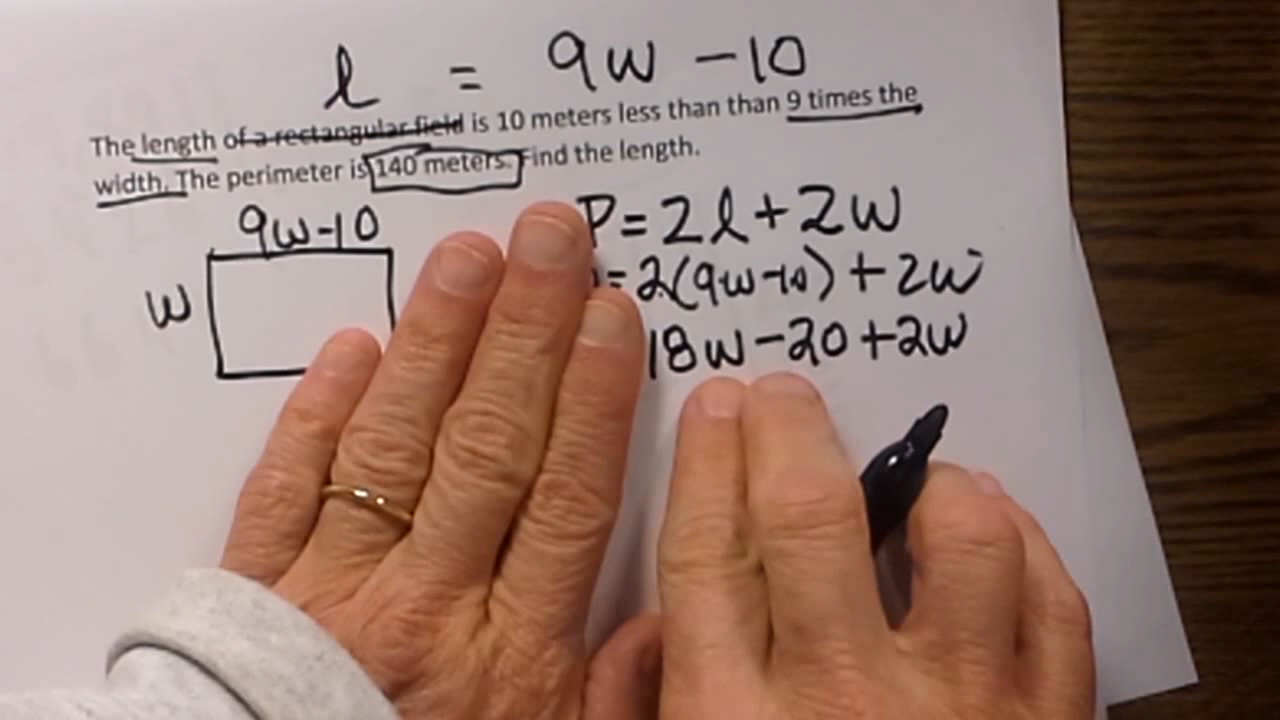 l = 9w - 10
The length of a rectangular field is 10 meters less than than 9 times the
width. The perimeter is 140 meters. Find the length.
9w-10
w
P = 2l + 2w
= 2(9w-10) + 2w
18w - 20 + 2w